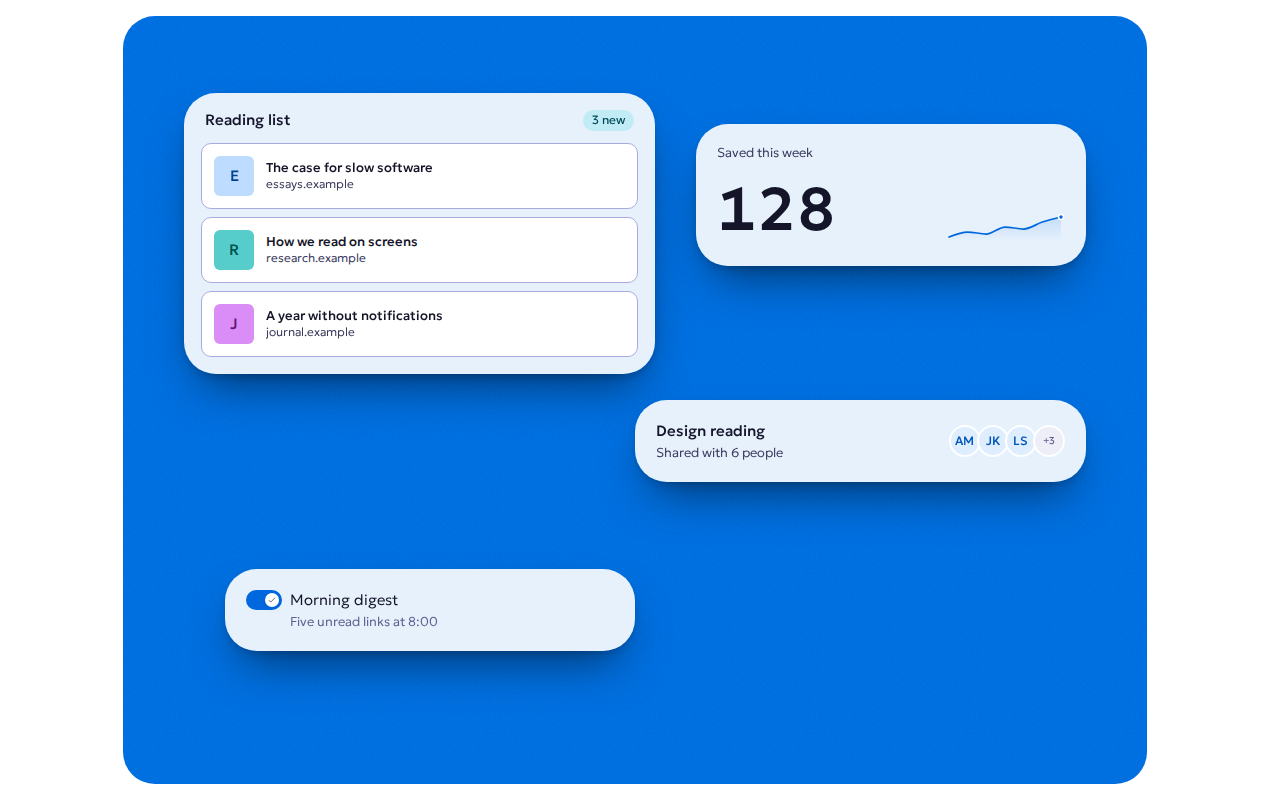 Reading list
3 new
E
The case for slow software
essays.example
R
How we read on screens
research.example
J
A year without notifications
journal.example
Saved this week
128
Design reading
Shared with 6 people
AM JK LS +3
Morning digest
Five unread links at 8:00